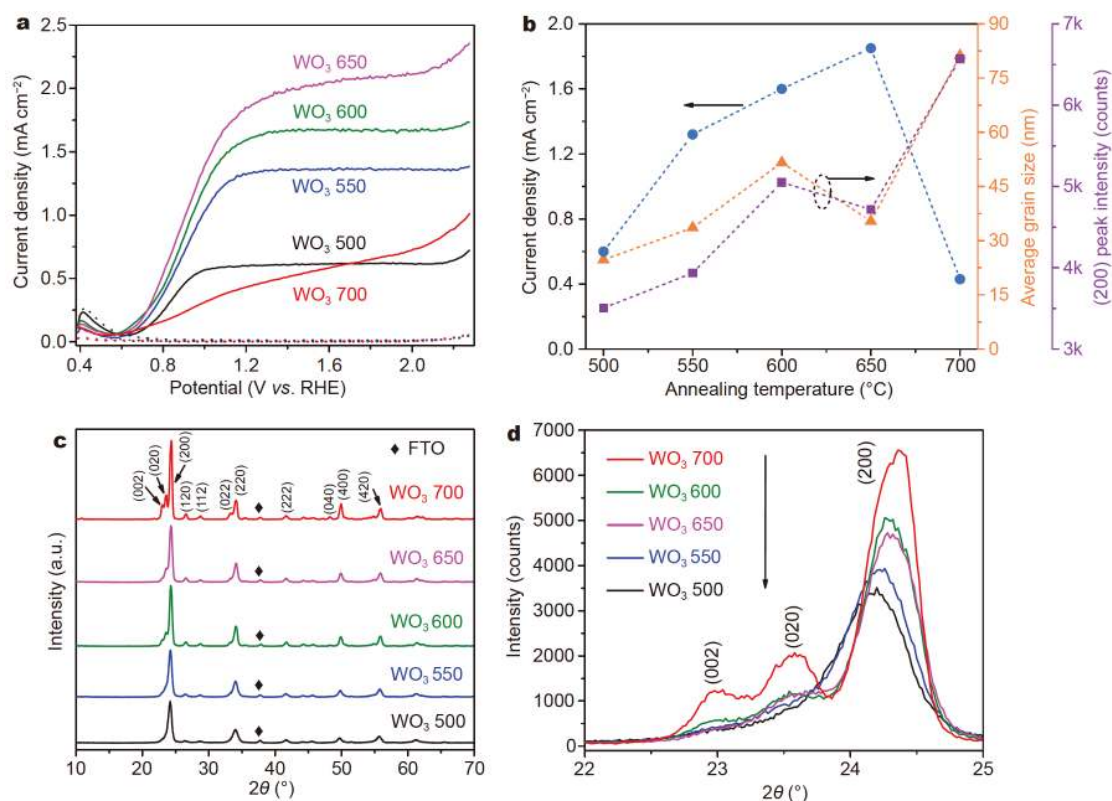 a
2.5
2.0
1.5
1.0
0.5
0.0
Current density (mA cm⁻²)
WO₃ 650
WO₃ 600
WO₃ 550
WO₃ 500
WO₃ 700
0.4 0.8 1.2 1.6 2.0
Potential (V vs. RHE)
b
2.0
1.6
1.2
0.8
0.4
0.0
Current density (mA cm⁻²)
90
75
60
45
30
15
0
Average grain size (nm)
7k
6k
5k
4k
3k
(200) peak intensity (counts)
500 550 600 650 700
Annealing temperature (°C)
c
Intensity (a.u.)
(002)
(020)
(200)
(120)
(112)
(022)
(220)
(222)
(040)
(400)
(420)
♦ FTO
WO₃ 700
WO₃ 650
WO₃ 600
WO₃ 550
WO₃ 500
10 20 30 40 50 60 70
2θ (°)
d
7000
6000
5000
4000
3000
2000
1000
0
Intensity (counts)
WO₃ 700
WO₃ 600
WO₃ 650
WO₃ 550
WO₃ 500
(002)
(020)
(200)
22 23 24 25
2θ (°)